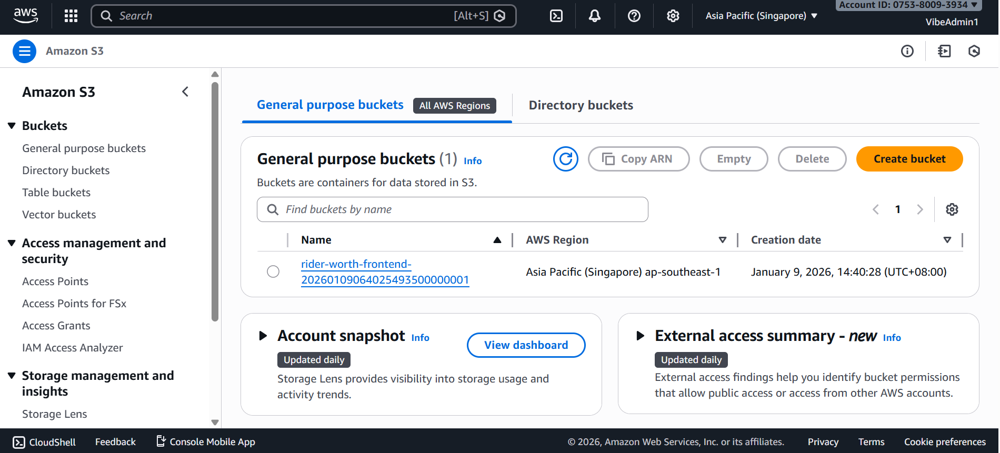 aws
Search
[Alt+S]
Asia Pacific (Singapore)
Account ID: 0753-8009-3934
VibeAdmin1
Amazon S3
Amazon S3
Buckets
General purpose buckets
Directory buckets
Table buckets
Vector buckets
Access management and
security
Access Points
Access Points for FSx
Access Grants
IAM Access Analyzer
Storage management and
insights
Storage Lens
General purpose buckets
All AWS Regions
Directory buckets
General purpose buckets (1) Info
Copy ARN
Empty
Delete
Create bucket
Buckets are containers for data stored in S3.
Find buckets by name
1
Name
AWS Region
Creation date
rider-worth-frontend-
20260109064025493500000001
Asia Pacific (Singapore) ap-southeast-1
January 9, 2026, 14:40:28 (UTC+08:00)
Account snapshot Info
View dashboard
Updated daily
Storage Lens provides visibility into storage usage and
activity trends.
External access summary - new Info
Updated daily
External access findings help you identify bucket permissions
that allow public access or access from other AWS accounts.
CloudShell
Feedback
Console Mobile App
© 2026, Amazon Web Services, Inc. or its affiliates.
Privacy
Terms
Cookie preferences